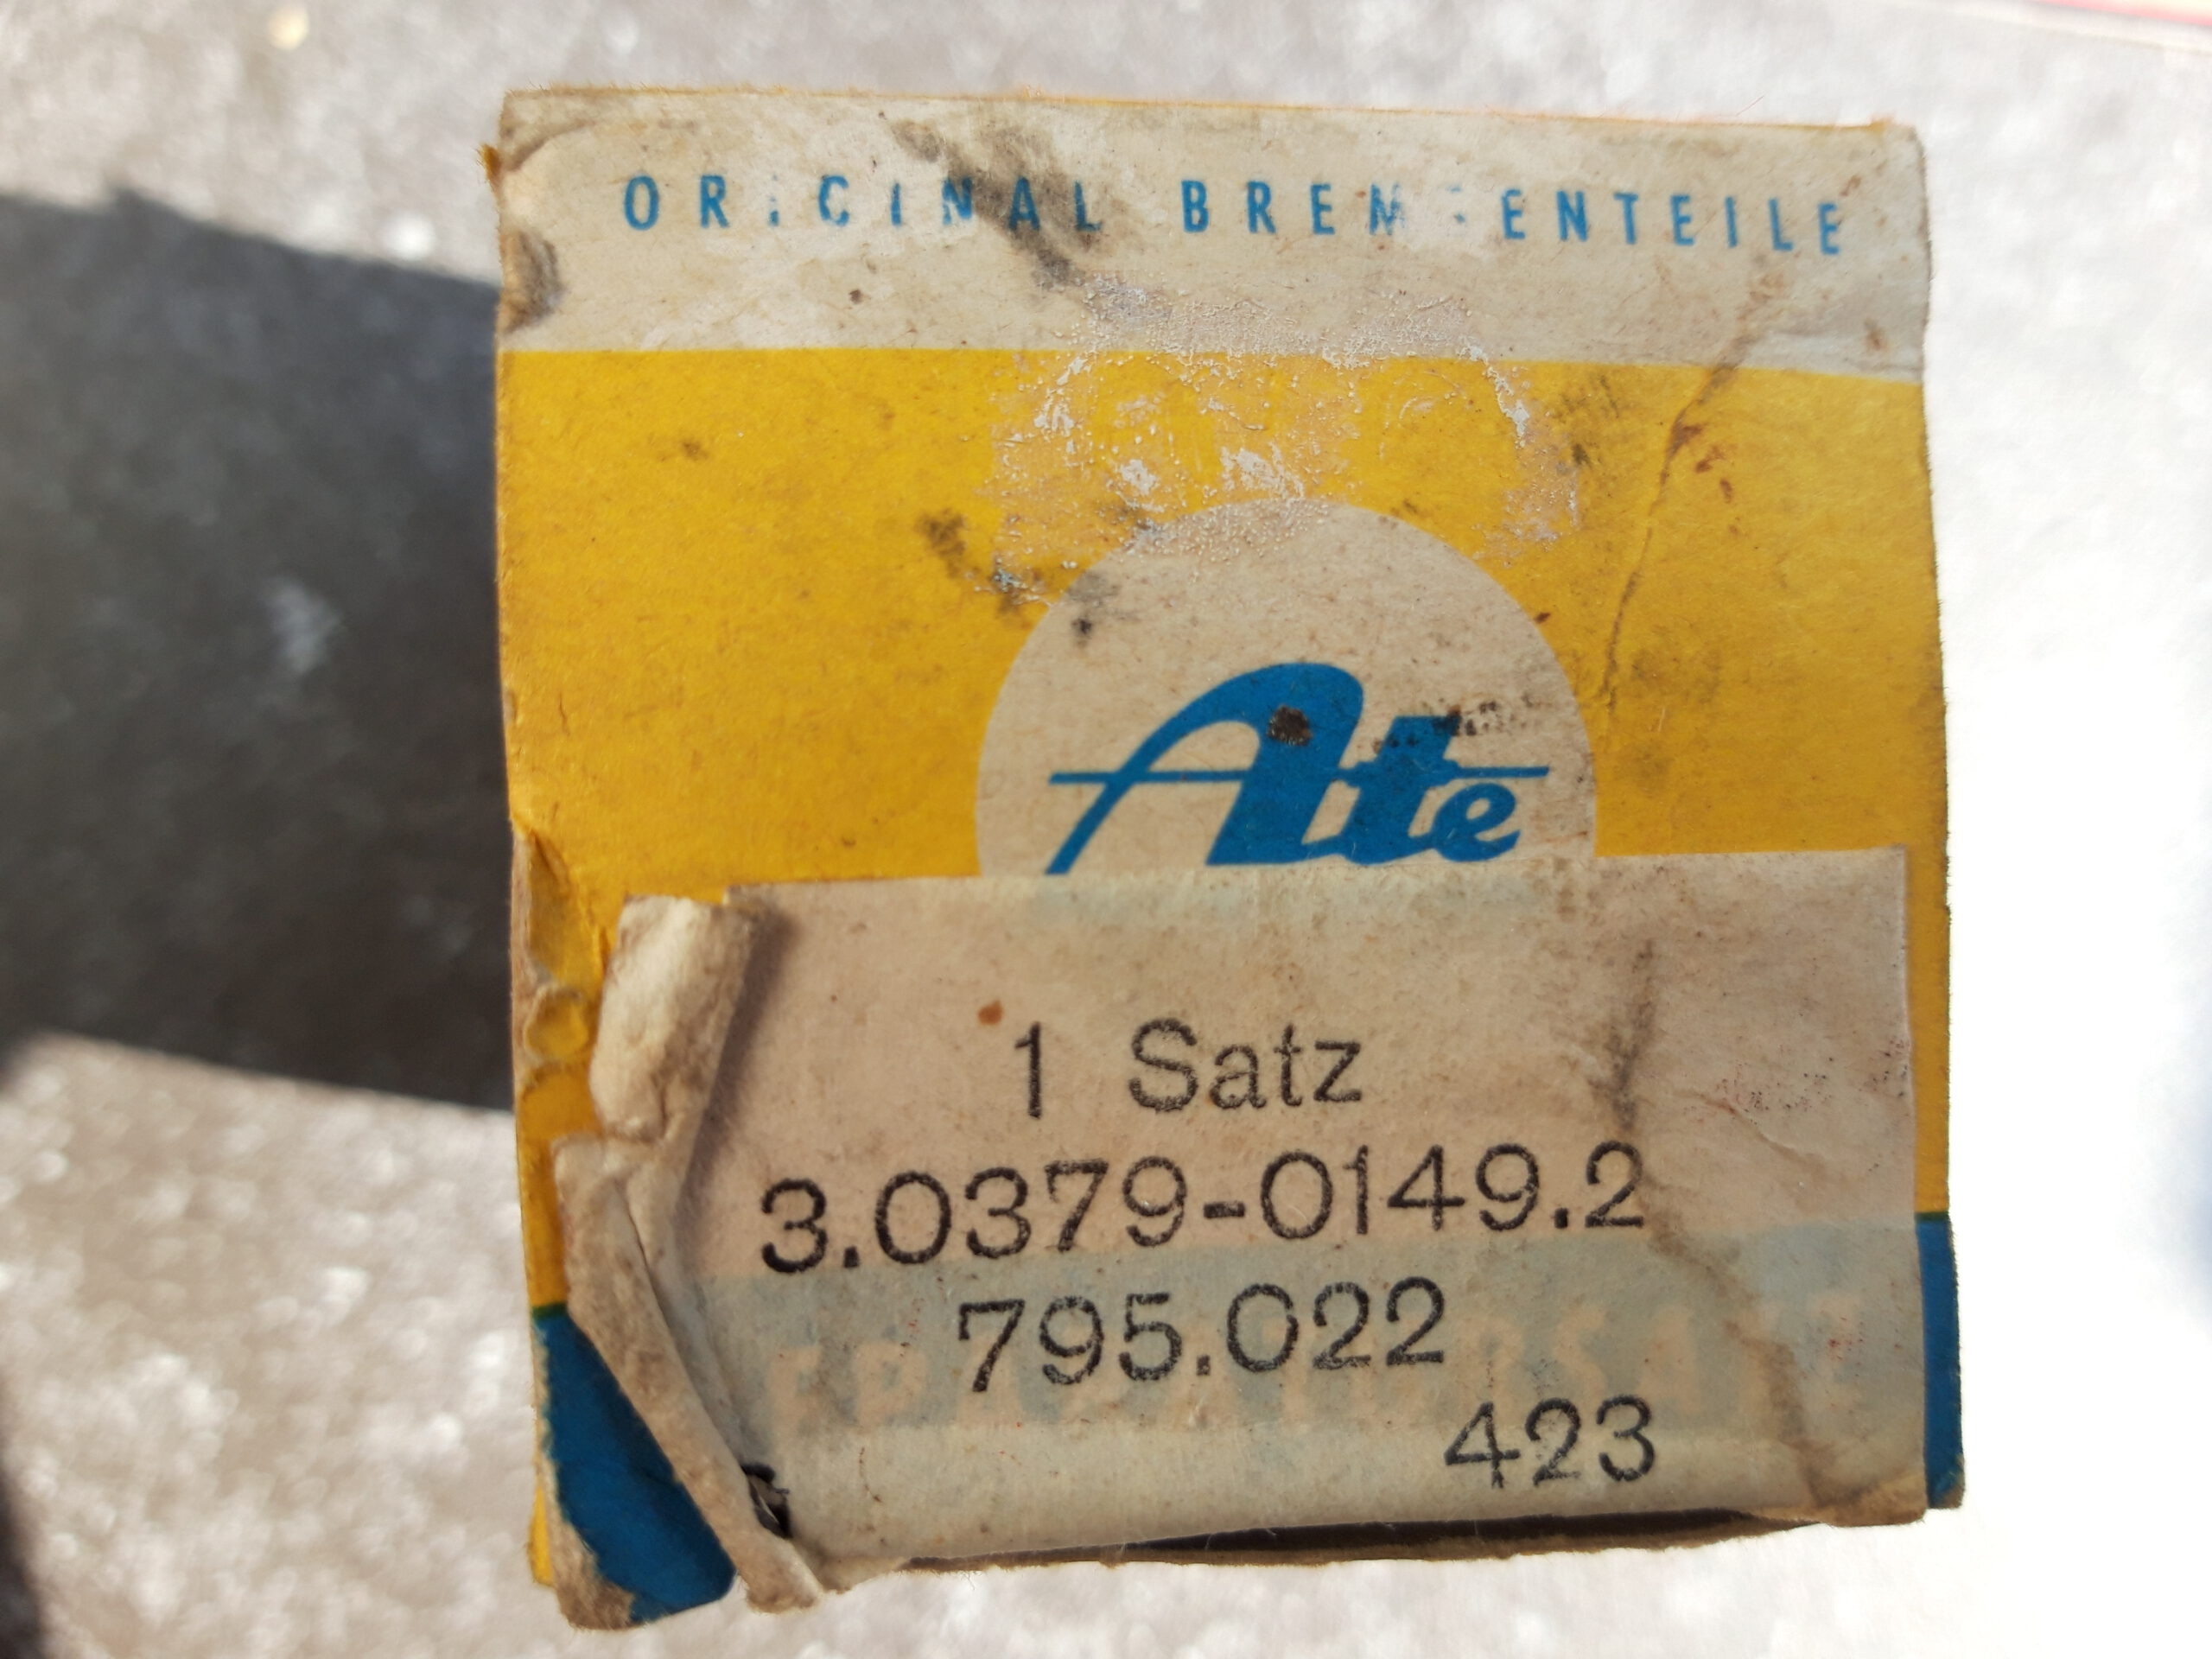 ORIGINAL BREMSENTEILE
Ate
1 Satz
3.0379-0149.2
795.022
423